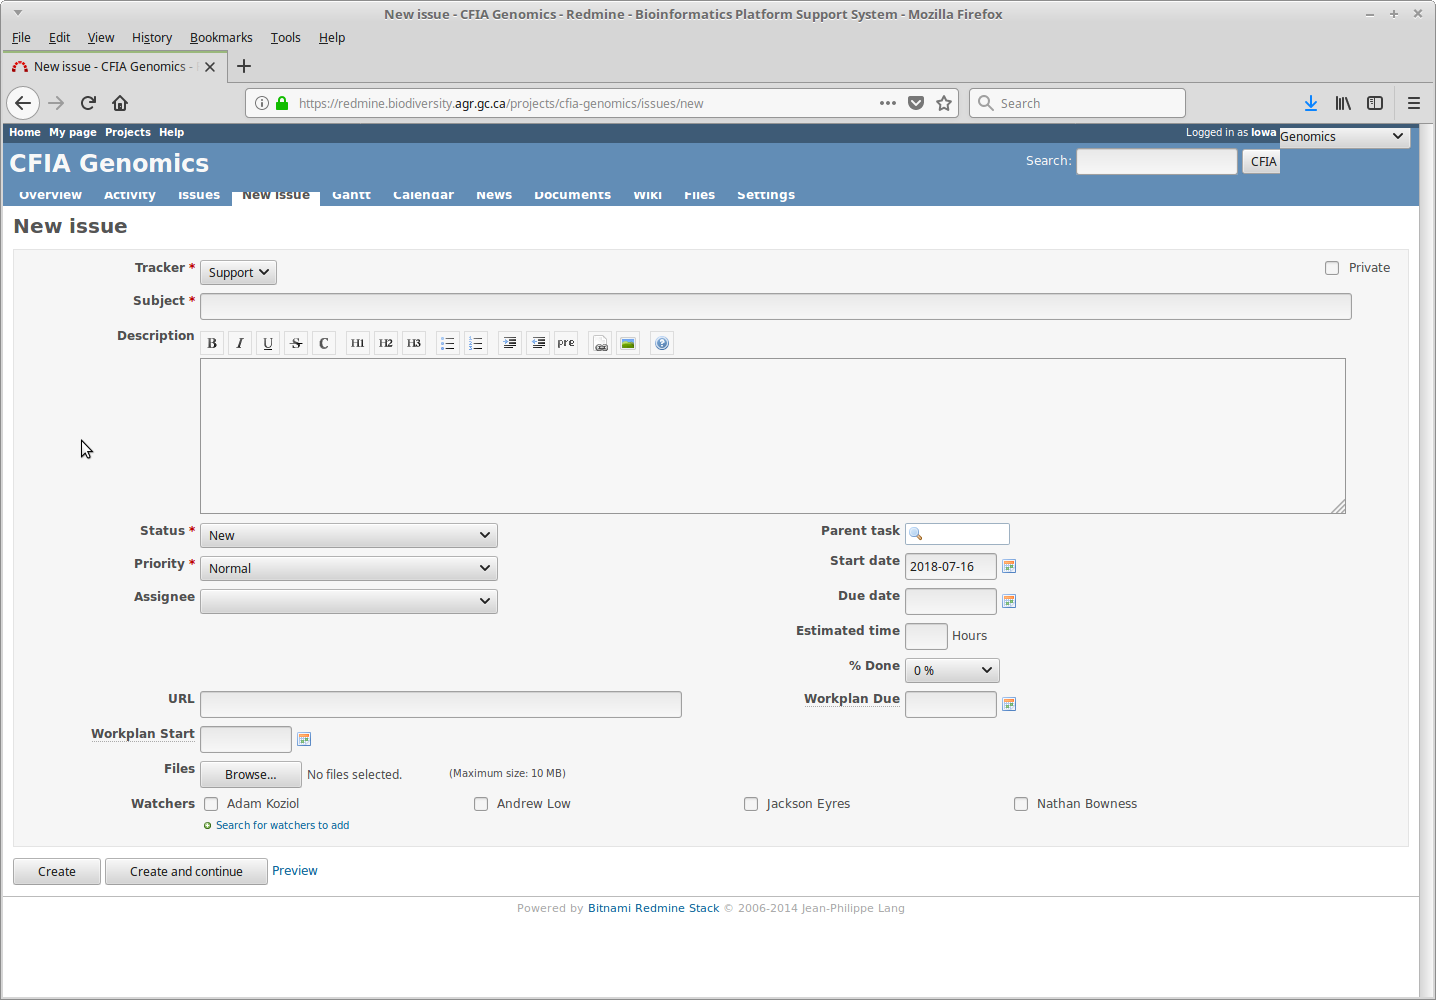 New issue - CFIA Genomics - Redmine - Bioinformatics Platform Support System - Mozilla Firefox
File Edit View History Bookmarks Tools Help
New issue - CFIA Genomics -
https://redmine.biodiversity.agr.gc.ca/projects/cfia-genomics/issues/new Search
Home My page Projects Help Logged in as Iowa Genomics
CFIA Genomics Search: CFIA
Overview Activity Issues New issue Gantt Calendar News Documents Wiki Files Settings
New issue
Tracker * Support Private
Subject *
Description B I U S C H1 H2 H3 pre
Status * New Parent task
Priority * Normal Start date 2018-07-16
Assignee Due date
Estimated time Hours
% Done 0 %
URL Workplan Due
Workplan Start
Files Browse... No files selected. (Maximum size: 10 MB)
Watchers Adam Koziol Andrew Low Jackson Eyres Nathan Bowness
Search for watchers to add
Create Create and continue Preview
Powered by Bitnami Redmine Stack © 2006-2014 Jean-Philippe Lang